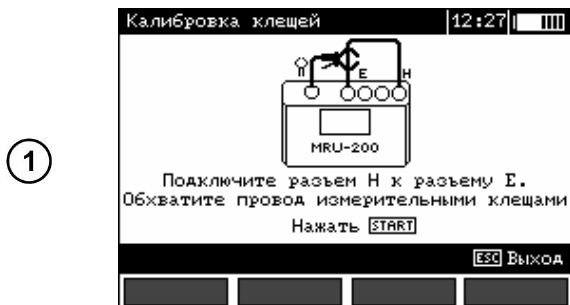 Калибровка клещей 12:27
E H
MRU-200
1
Подключите разъем H к разъему E.
Обхватите провод измерительными клещами
Нажать START
ESC Выход